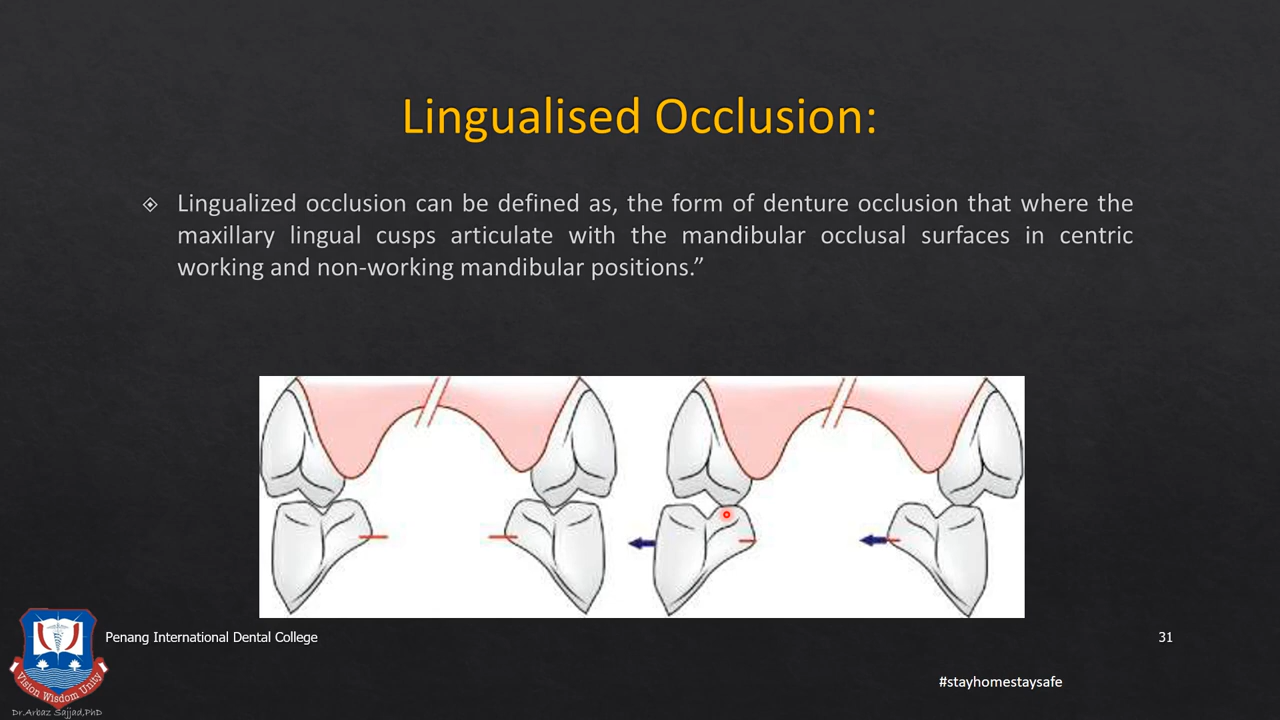 Lingualised Occlusion:
Lingualized occlusion can be defined as, the form of denture occlusion that where the
maxillary lingual cusps articulate with the mandibular occlusal surfaces in centric
working and non-working mandibular positions.”
Vision Wisdom Unity
Penang International Dental College
31
#stayhomestaysafe
Dr.Arbaz Sajjad,PhD